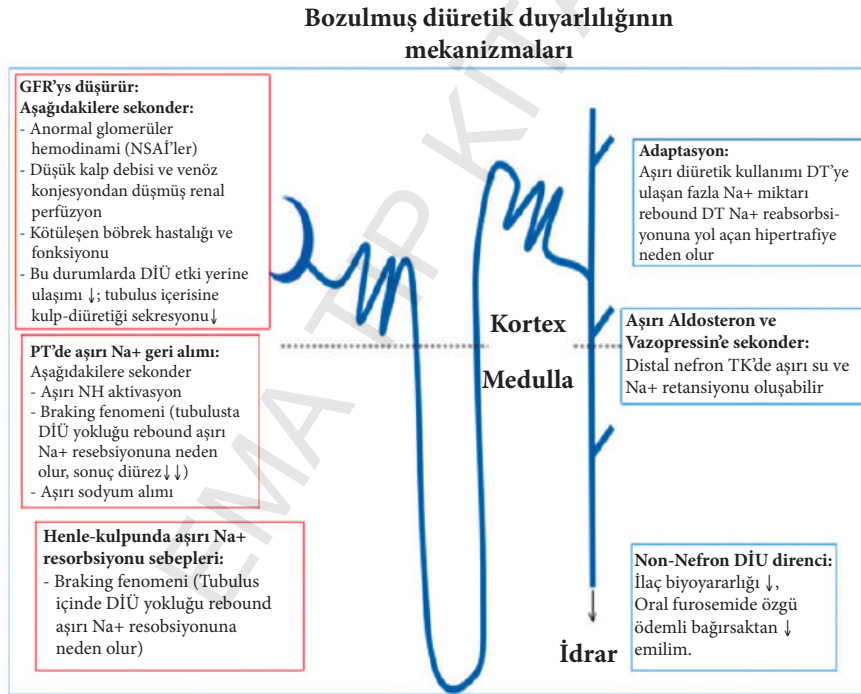 Bozulmuş diüretik duyarlılığının
mekanizmaları
GFR’ys düşürür:
Aşağıdakilere sekonder:
- Anormal glomerüler
hemodinami (NSAİ’ler)
- Düşük kalp debisi ve venöz
konjesyondan düşmüş renal
perfüzyon
- Kötüleşen böbrek hastalığı ve
fonksiyonu
- Bu durumlarda DİÜ etki yerine
ulaşımı ↓; tubulus içerisine
kulp-diüretiği sekresyonu↓
PT’de aşırı Na+ geri alımı:
Aşağıdakilere sekonder
- Aşırı NH aktivasyon
- Braking fenomeni (tubulusta
DİÜ yokluğu rebound aşırı
Na+ resebsiyonuna neden
olur, sonuç diürez↓↓)
- Aşırı sodyum alımı
Henle-kulpunda aşırı Na+
resorbsiyonu sebepleri:
- Braking fenomeni (Tubulus
içinde DİÜ yokluğu rebound
aşırı Na+ resobsiyonuna
neden olur)
Kortex
Medulla
Adaptasyon:
Aşırı diüretik kullanımı DT’ye
ulaşan fazla Na+ miktarı
rebound DT Na+ reabsorbsi-
yonuna yol açan hipertrafiye
neden olur
Aşırı Aldosteron ve
Vazopressin’e sekonder:
Distal nefron TK’de aşırı su ve
Na+ retansiyonu oluşabilir
Non-Nefron DİU direnci:
İlaç biyoyararlığı ↓,
Oral furosemide özgü
ödemli bağırsaktan ↓
emilim.
İdrar
EMA TIP KİTA